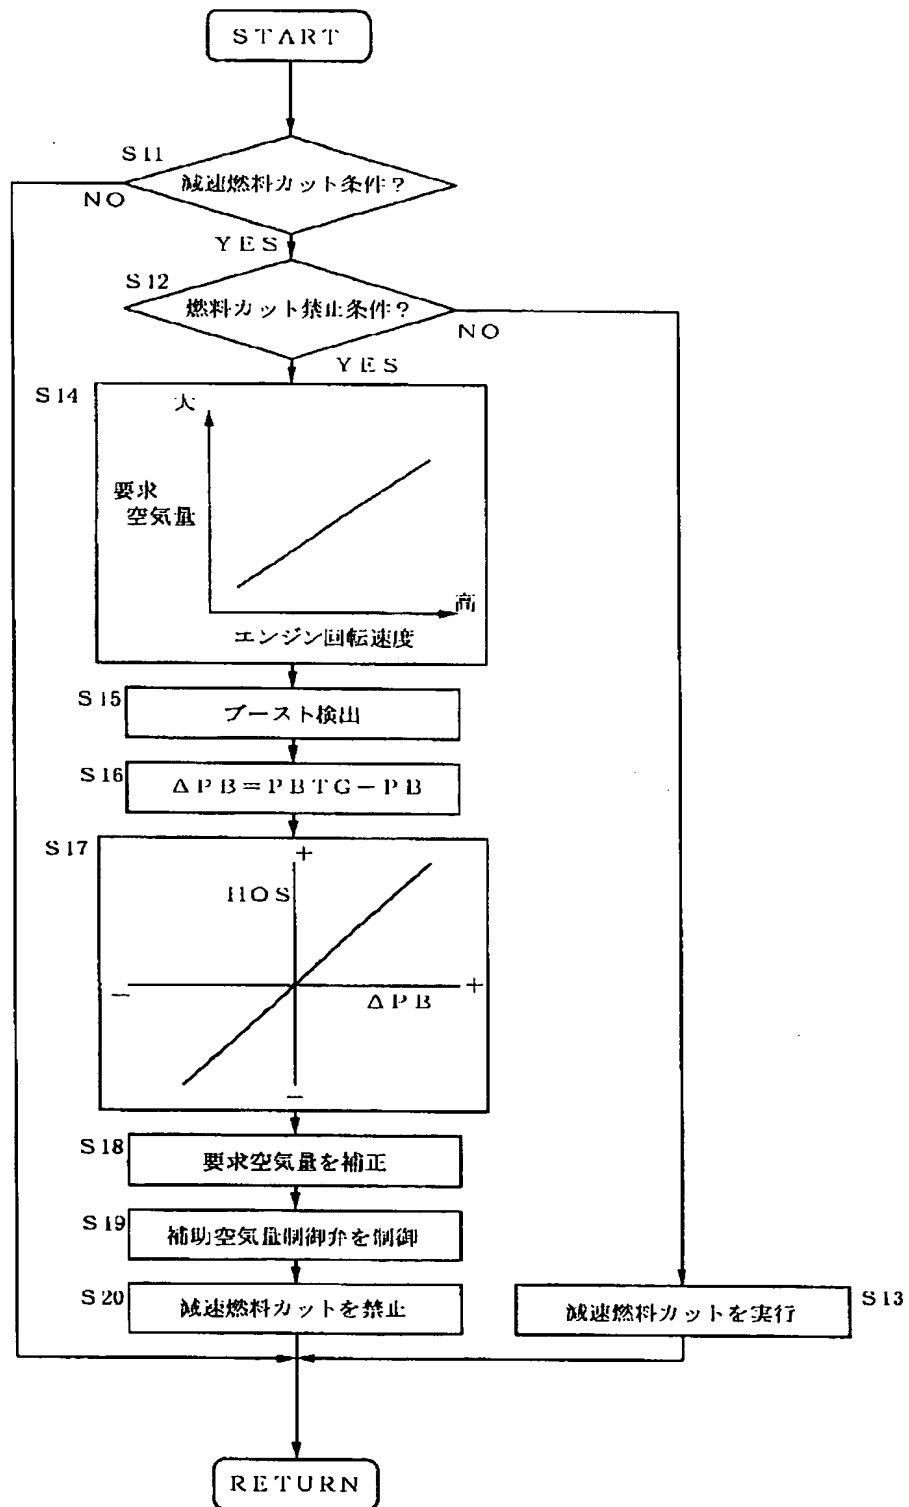 START
S11
減速燃料カット条件?
NO
YES
S12
燃料カット禁止条件?
NO
YES
S14
大
要求
空気量
高
エンジン回転速度
S15
ブースト検出
S16
ΔPB=PBTG-PB
S17
+
HOS
-
+
ΔPB
-
S18
要求空気量を補正
S19
補助空気量制御弁を制御
S20
減速燃料カットを禁止
減速燃料カットを実行
S13
RETURN